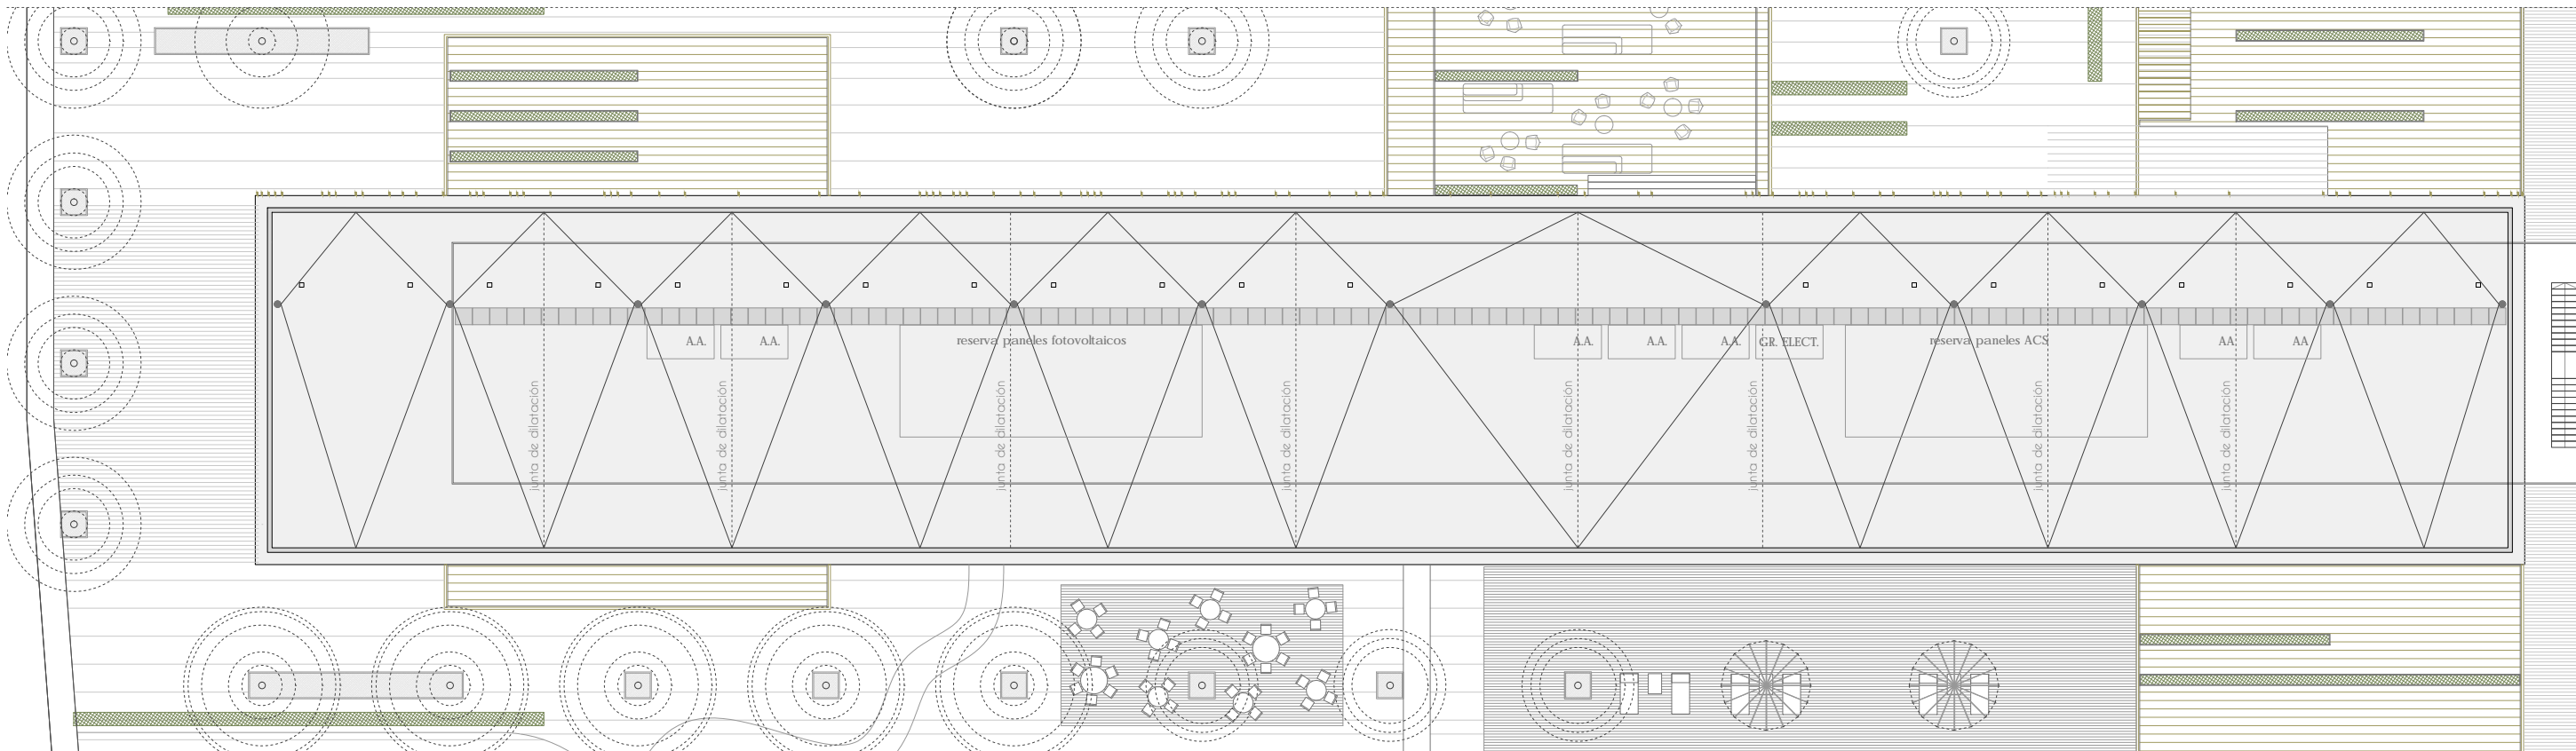 A.A.
A.A.
reserva paneles fotovoltaicos
A.A.
A.A.
A.A.
GR. ELECT.
reserva paneles ACS
AA
AA
junta de dilatación
junta de dilatación
junta de dilatación
junta de dilatación
junta de dilatación
junta de dilatación
junta de dilatación
junta de dilatación